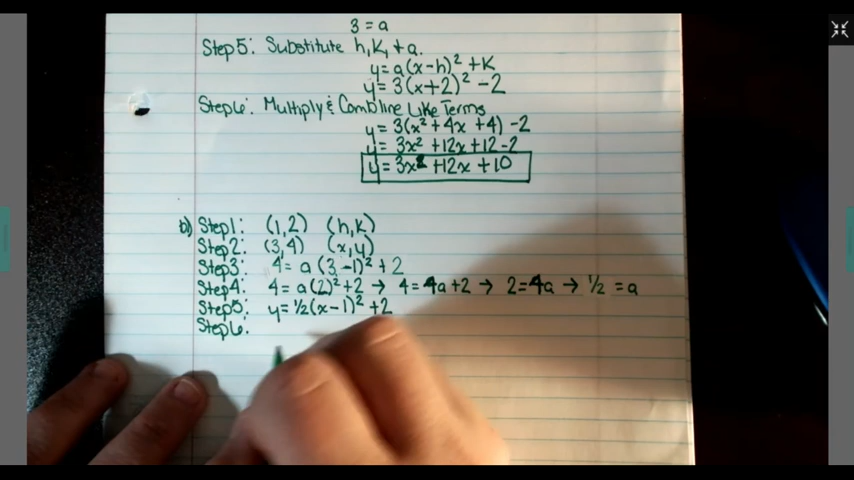 3 = a
Step 5: Substitute h, K, + a.
y = a(x-h)² + K
y = 3(x+2)² - 2
Step 6: Multiply & Combine Like Terms
y = 3(x² + 4x + 4) - 2
y = 3x² + 12x + 12 - 2
y = 3x² + 12x + 10
b) Step 1: (1,2) (h,K)
Step 2: (3,4) (x,y)
Step 3: 4 = a(3-1)² + 2
Step 4: 4 = a(2)² + 2 → 4 = 4a + 2 → 2 = 4a → 1/2 = a
Step 5: y = 1/2(x-1)² + 2
Step 6: